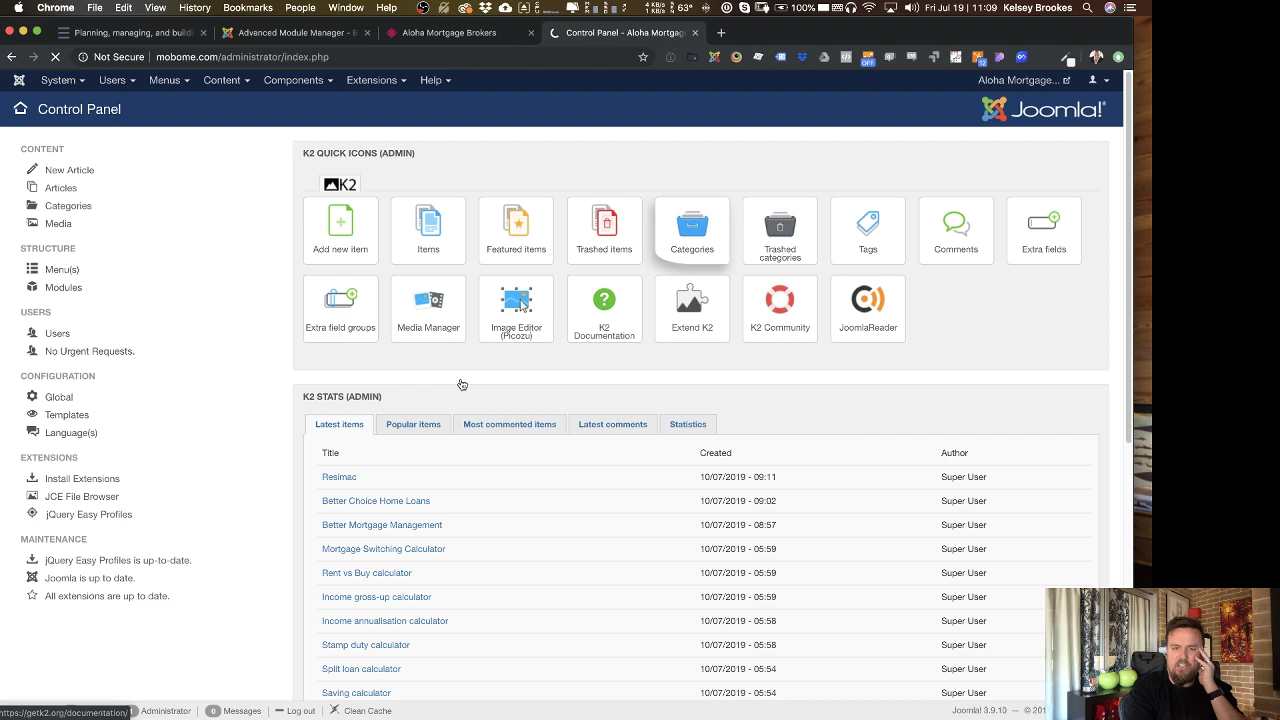 100%
Fri Jul 19
11:09
Kelsey Brookes
Planning, managing, and buildi
Advanced Module Manager - E
Aloha Mortgage Brokers
Control Panel - Aloha Mortgag
Not Secure
mobome.com/administrator/index.php
OFF
12
System
Users
Menus
Content
Components
Extensions
Help
Aloha Mortgage...
Control Panel
Joomla!
CONTENT
New Article
Articles
Categories
Media
STRUCTURE
Menu(s)
Modules
USERS
Users
No Urgent Requests.
CONFIGURATION
Global
Templates
Language(s)
EXTENSIONS
Install Extensions
JCE File Browser
jQuery Easy Profiles
MAINTENANCE
jQuery Easy Profiles is up-to-date.
Joomla is up to date.
All extensions are up to date.
K2 QUICK ICONS (ADMIN)
K2
Add new item
Items
Featured items
Trashed items
Categories
Trashed
categories
Tags
Comments
Extra fields
Extra field groups
Media Manager
Image Editor
(Picozu)
K2
Documentation
Extend K2
K2 Community
JoomlaReader
K2 STATS (ADMIN)
Latest items
Popular items
Most commented items
Latest comments
Statistics
Title Created Author
Resimac 10/07/2019 - 09:11 Super User
Better Choice Home Loans 10/07/2019 - 09:02 Super User
Better Mortgage Management 10/07/2019 - 08:57 Super User
Mortgage Switching Calculator 10/07/2019 - 05:59 Super User
Rent vs Buy calculator 10/07/2019 - 05:59 Super User
Income gross-up calculator 10/07/2019 - 05:59 Super User
Income annualisation calculator 10/07/2019 - 05:58 Super User
Stamp duty calculator 10/07/2019 - 05:58 Super User
Split loan calculator 10/07/2019 - 05:54 Super User
Saving calculator 10/07/2019 - 05:54 Super User
https://getk2.org/documentation/
Administrator
0 Messages
Log out
Clean Cache
Joomla! 3.9.10 — © 201